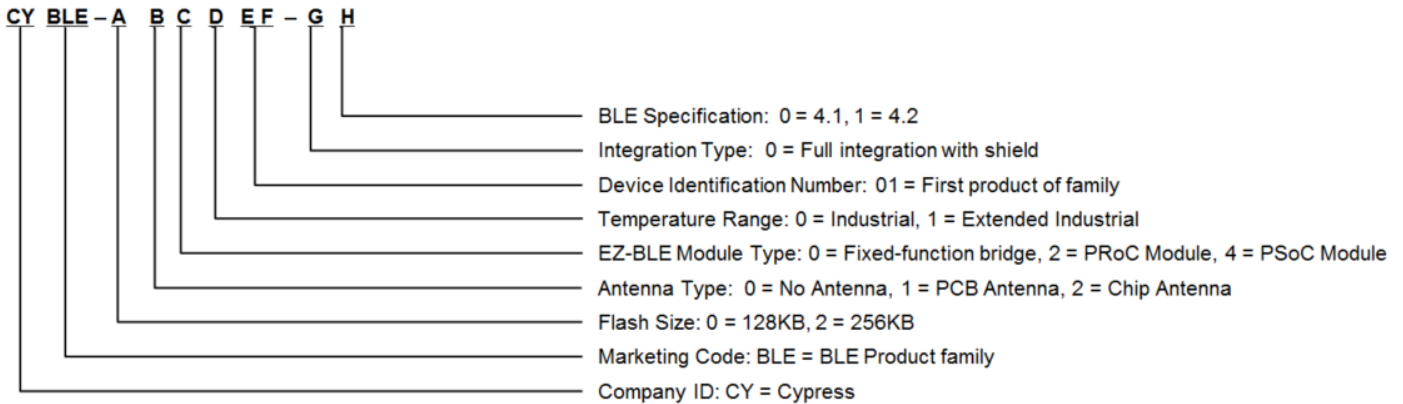 CY BLE – A B C D E F – G H
BLE Specification: 0 = 4.1, 1 = 4.2
Integration Type: 0 = Full integration with shield
Device Identification Number: 01 = First product of family
Temperature Range: 0 = Industrial, 1 = Extended Industrial
EZ-BLE Module Type: 0 = Fixed-function bridge, 2 = PRoC Module, 4 = PSoC Module
Antenna Type: 0 = No Antenna, 1 = PCB Antenna, 2 = Chip Antenna
Flash Size: 0 = 128KB, 2 = 256KB
Marketing Code: BLE = BLE Product family
Company ID: CY = Cypress